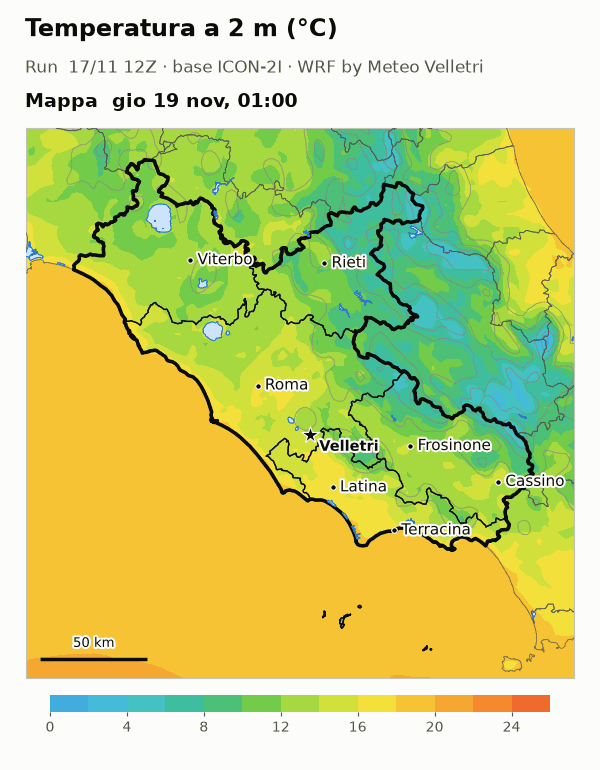 Temperatura a 2 m (°C)
Run  17/11 12Z · base ICON-2I · WRF by Meteo Velletri
Mappa  gio 19 nov, 01:00
Viterbo
Rieti
Roma
Velletri
Frosinone
Latina
Cassino
Terracina
50 km
0 4 8 12 16 20 24